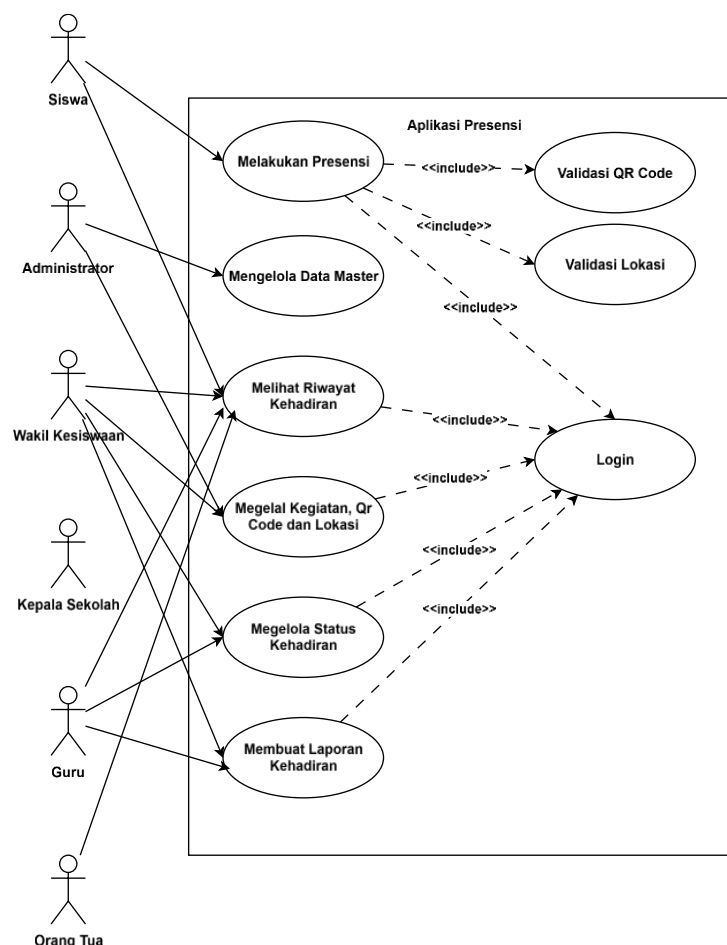 Siswa
Aplikasi Presensi
Melakukan Presensi
<<include>>
Validasi QR Code
<<include>>
Validasi Lokasi
Administrator
Mengelola Data Master
<<include>>
Melihat Riwayat
Kehadiran
<<include>>
Wakil Kesiswaan
Login
<<include>>
Megelal Kegiatan, Qr
Code dan Lokasi
<<include>>
Kepala Sekolah
Megelola Status
Kehadiran
<<include>>
Guru
Membuat Laporan
Kehadiran
Orang Tua